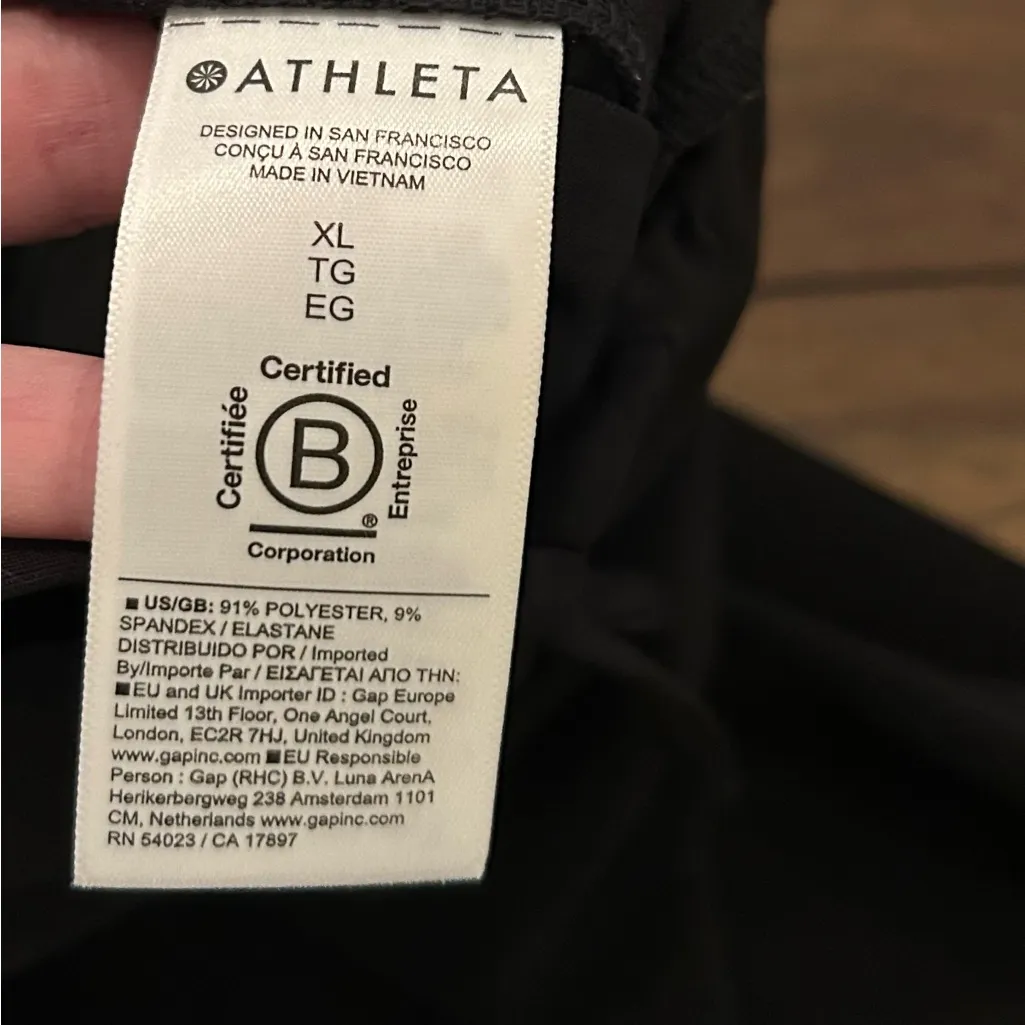 ATHLETA
DESIGNED IN SAN FRANCISCO
CONÇU À SAN FRANCISCO
MADE IN VIETNAM
XL
TG
EG
Certified
Certifiée
B
Entreprise
®
Corporation
US/GB: 91% POLYESTER, 9%
SPANDEX / ELASTANE
DISTRIBUIDO POR / Imported
By/Importe Par / ΕΙΣΑΓΕΤΑΙ ΑΠΟ ΤΗΝ:
EU and UK Importer ID : Gap Europe
Limited 13th Floor, One Angel Court,
London, EC2R 7HJ, United Kingdom
www.gapinc.com EU Responsible
Person : Gap (RHC) B.V. Luna ArenA
Herikerbergweg 238 Amsterdam 1101
CM, Netherlands www.gapinc.com
RN 54023 / CA 17897